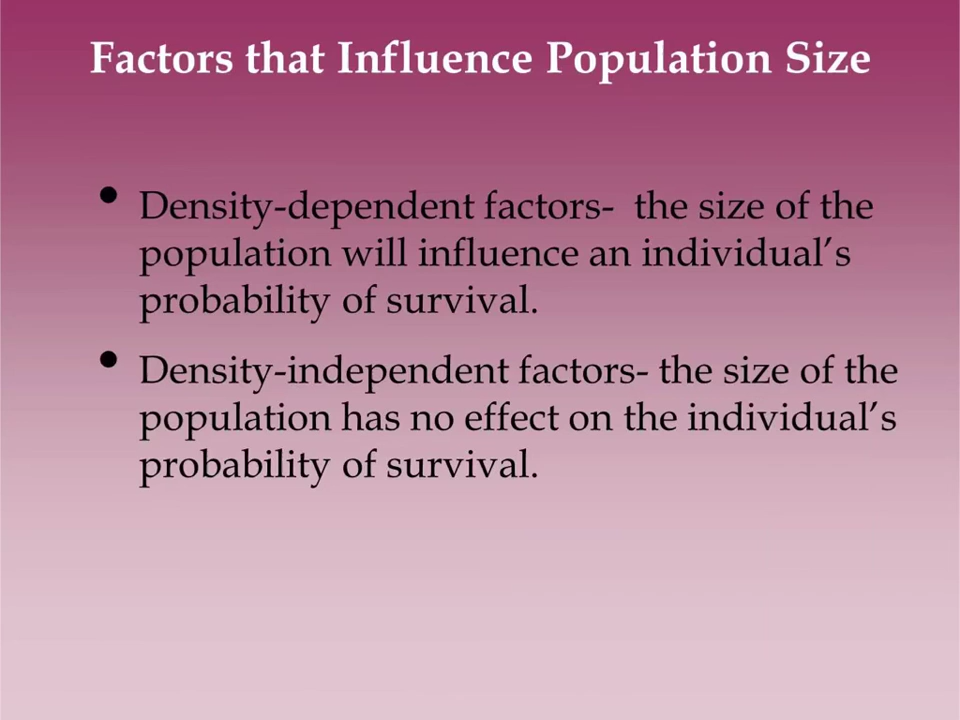 Factors that Influence Population Size
• Density-dependent factors-  the size of the
population will influence an individual’s
probability of survival.
• Density-independent factors- the size of the
population has no effect on the individual’s
probability of survival.